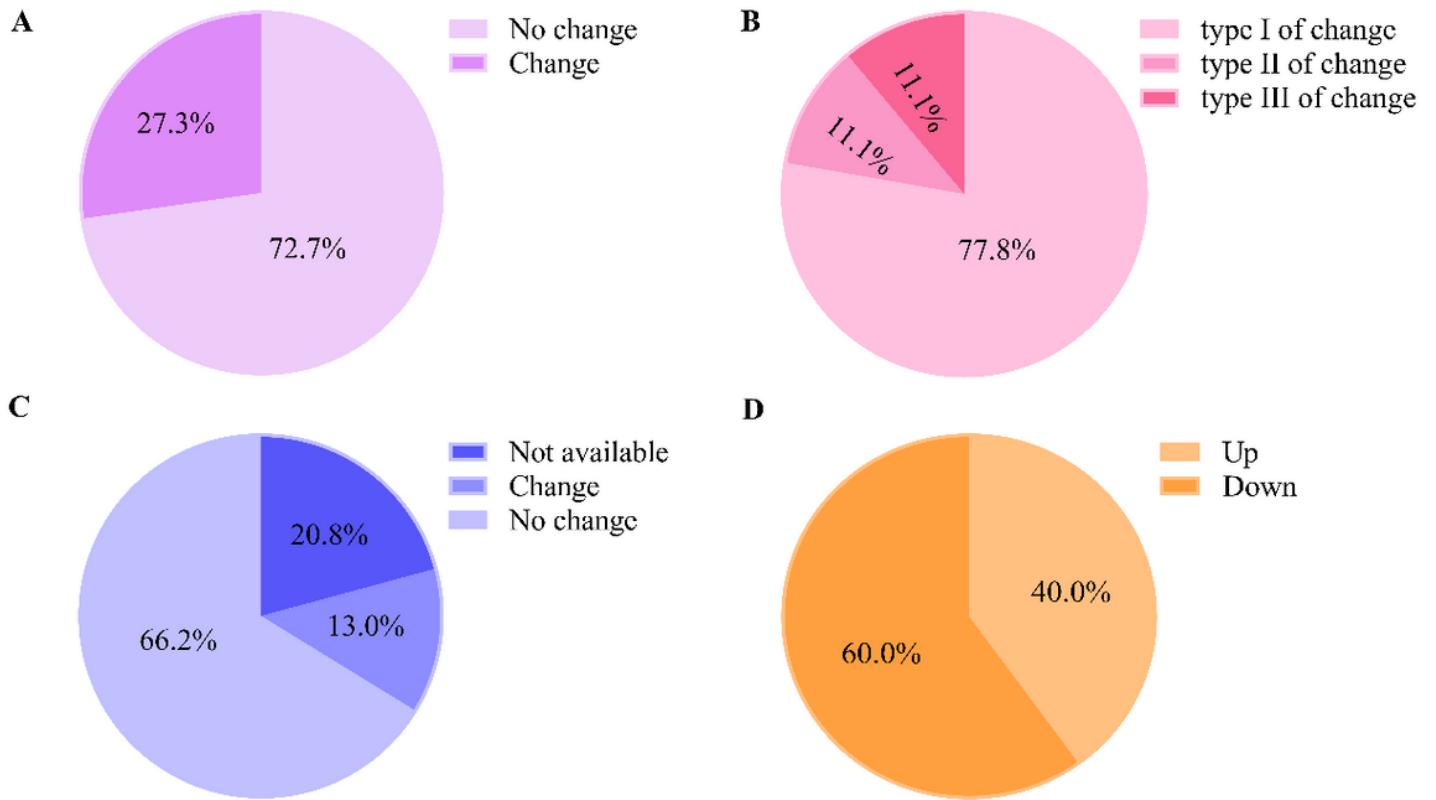 A
No change
Change
27.3%
72.7%
B
type I of change
type II of change
type III of change
11.1%
11.1%
77.8%
C
Not available
Change
No change
20.8%
13.0%
66.2%
D
Up
Down
40.0%
60.0%